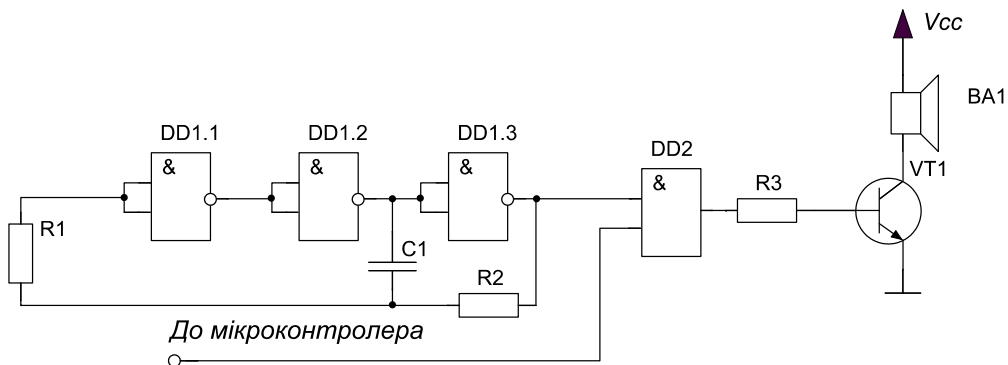 Vcc
BA1
DD1.1
DD1.2
DD1.3
DD2
VT1
&
&
&
&
R3
R1
C1
R2
До мікроконтролера